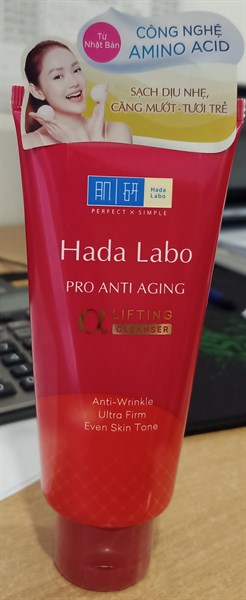 Từ
Nhật Bản
CÔNG NGHỆ
AMINO ACID
SẠCH DỊU NHẸ,
CĂNG MƯỚT - TƯƠI TRẺ
肌研
Hada
Labo
PERFECT × SIMPLE
Hada Labo
PRO ANTI AGING
α LIFTING
CLEANSER
Anti-Wrinkle
Ultra Firm
Even Skin Tone